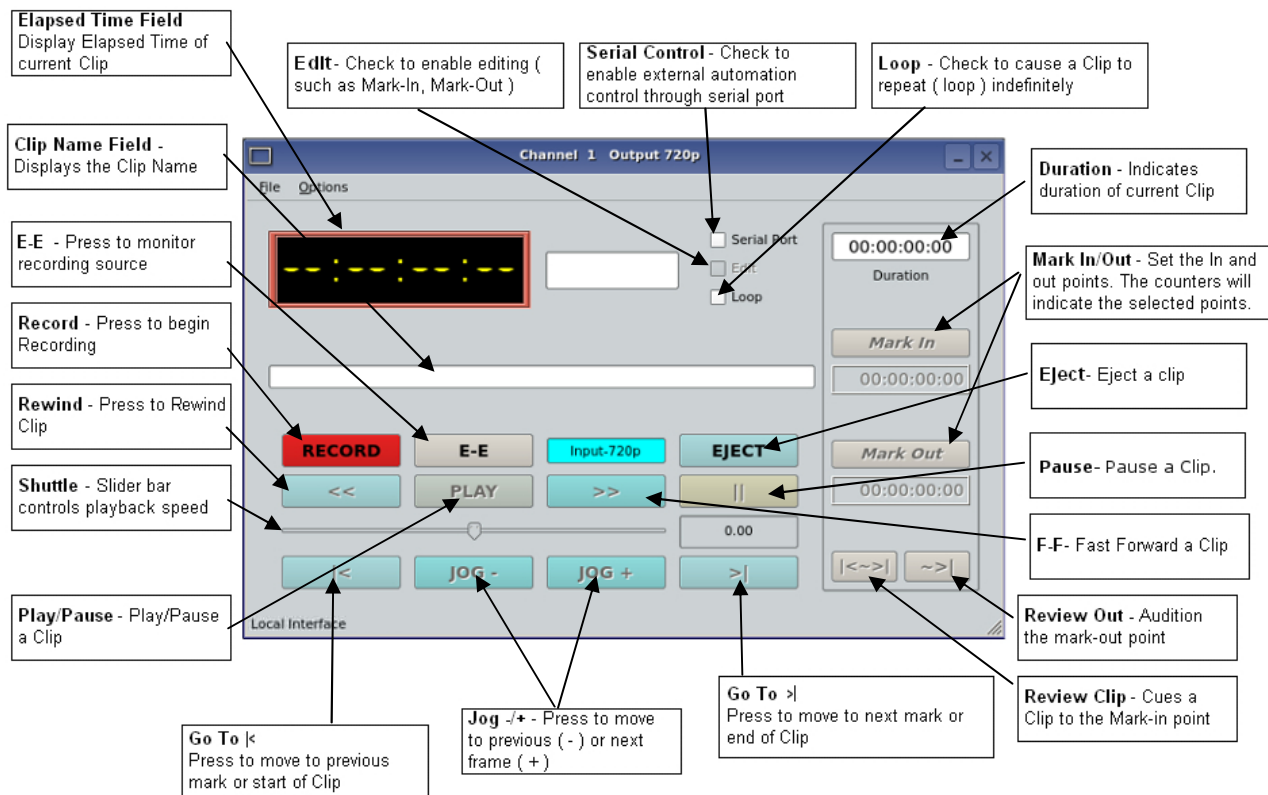 Elapsed Time Field
Display Elapsed Time of
current Clip
EdIt- Check to enable editing (
such as Mark-In, Mark-Out )
Serial Control - Check to
enable external automation
control through serial port
Loop - Check to cause a Clip to
repeat ( loop ) indefinitely
Clip Name Field -
Displays the Clip Name
E-E - Press to monitor
recording source
Record - Press to begin
Recording
Rewind - Press to Rewind
Clip
Shuttle - Slider bar
controls playback speed
Play/Pause - Play/Pause
a Clip
Channel 1 Output 720p
File Options
--:--:--:--
Serial Port
Edit
Loop
00:00:00:00
Duration
Mark In
00:00:00:00
Mark Out
00:00:00:00
RECORD E-E Input-720p EJECT
<< PLAY >> ||
0.00
|< JOG - JOG + >|
|<~>| ~>|
Local Interface
Duration - Indicates
duration of current Clip
Mark In/Out - Set the In and
out points. The counters will
indicate the selected points.
EJect- Eject a clip
Pause- Pause a Clip.
F-F- Fast Forward a Clip
Review Out - Audition
the mark-out point
Review Clip - Cues a
Clip to the Mark-in point
Go To |<
Press to move to previous
mark or start of Clip
Jog -/+ - Press to move
to previous ( - ) or next
frame ( + )
Go To >|
Press to move to next mark or
end of Clip